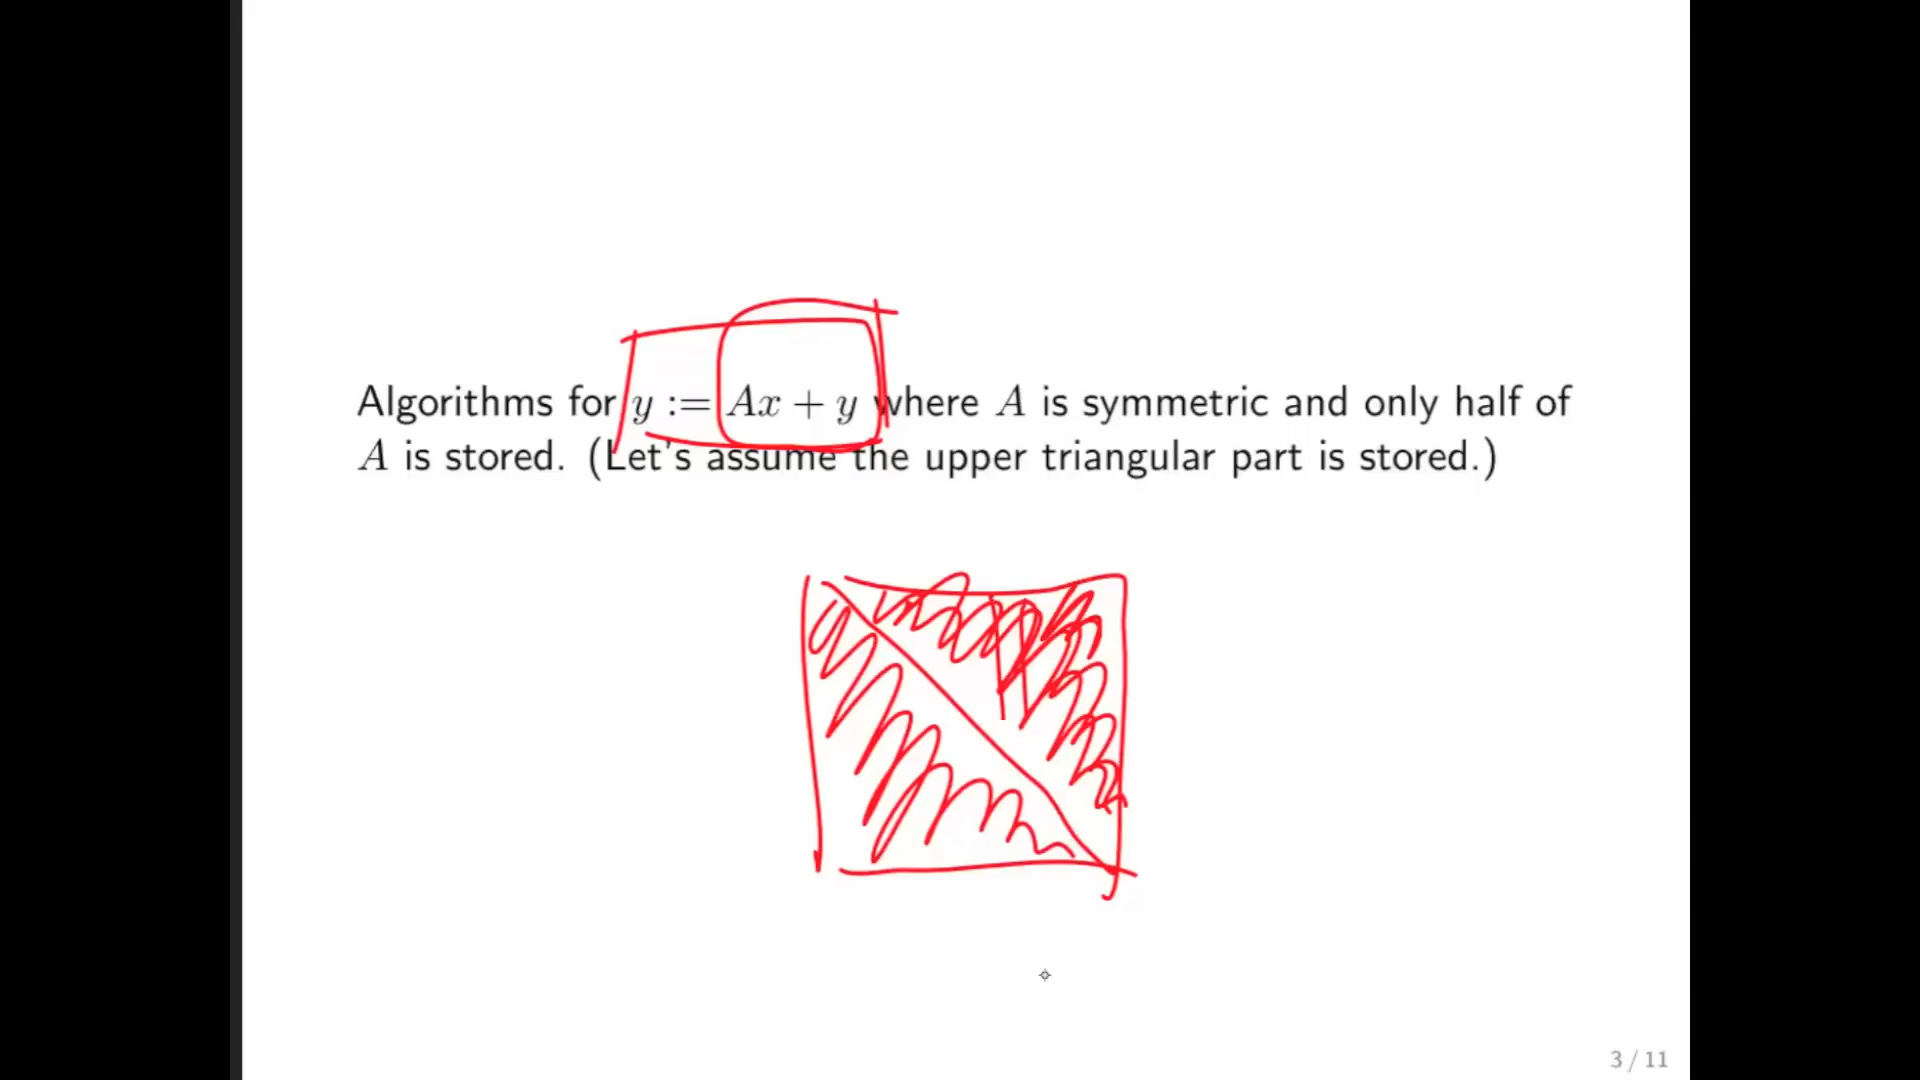 Algorithms for y := Ax + y where A is symmetric and only half of
A is stored. (Let's assume the upper triangular part is stored.)
3 / 11